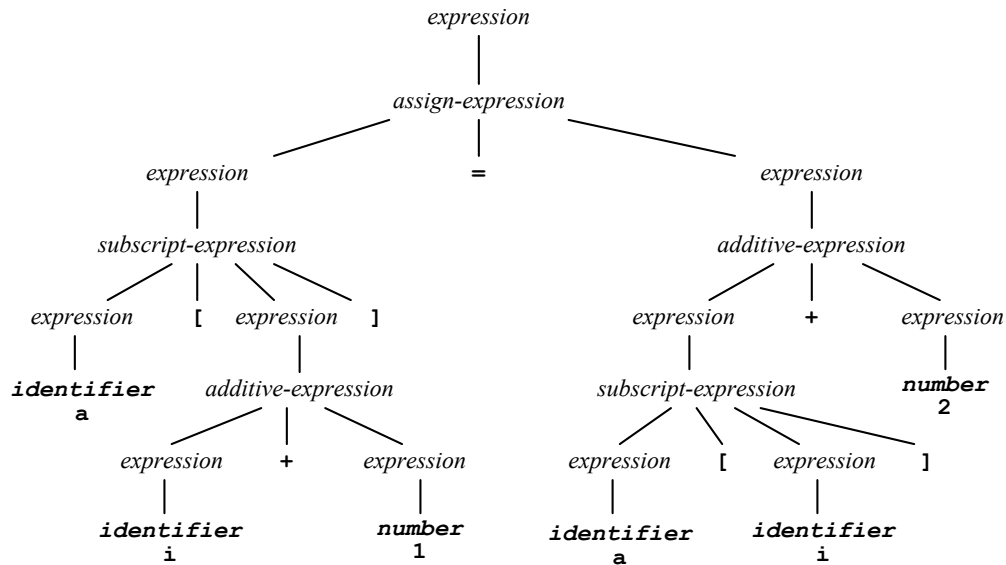 expression
assign-expression
expression = expression
subscript-expression additive-expression
expression [ expression ] expression + expression
identifier additive-expression subscript-expression number
a 2
expression + expression expression [ expression ]
identifier number identifier identifier
i 1 a i